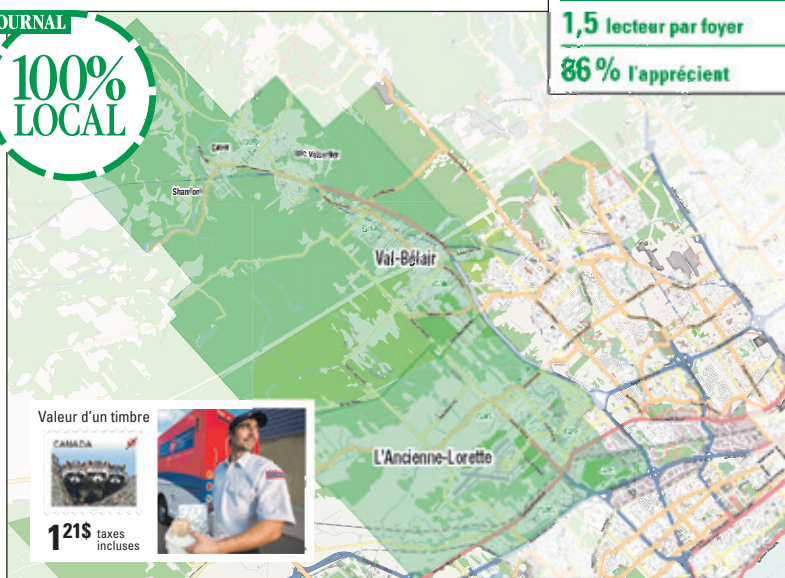 JOURNAL
100%
LOCAL
1,5 lecteur par foyer
86% l'apprécient
Shannon
Val-Bélair
L'Ancienne-Lorette
Valeur d'un timbre
CANADA
1 21$ taxes
incluses